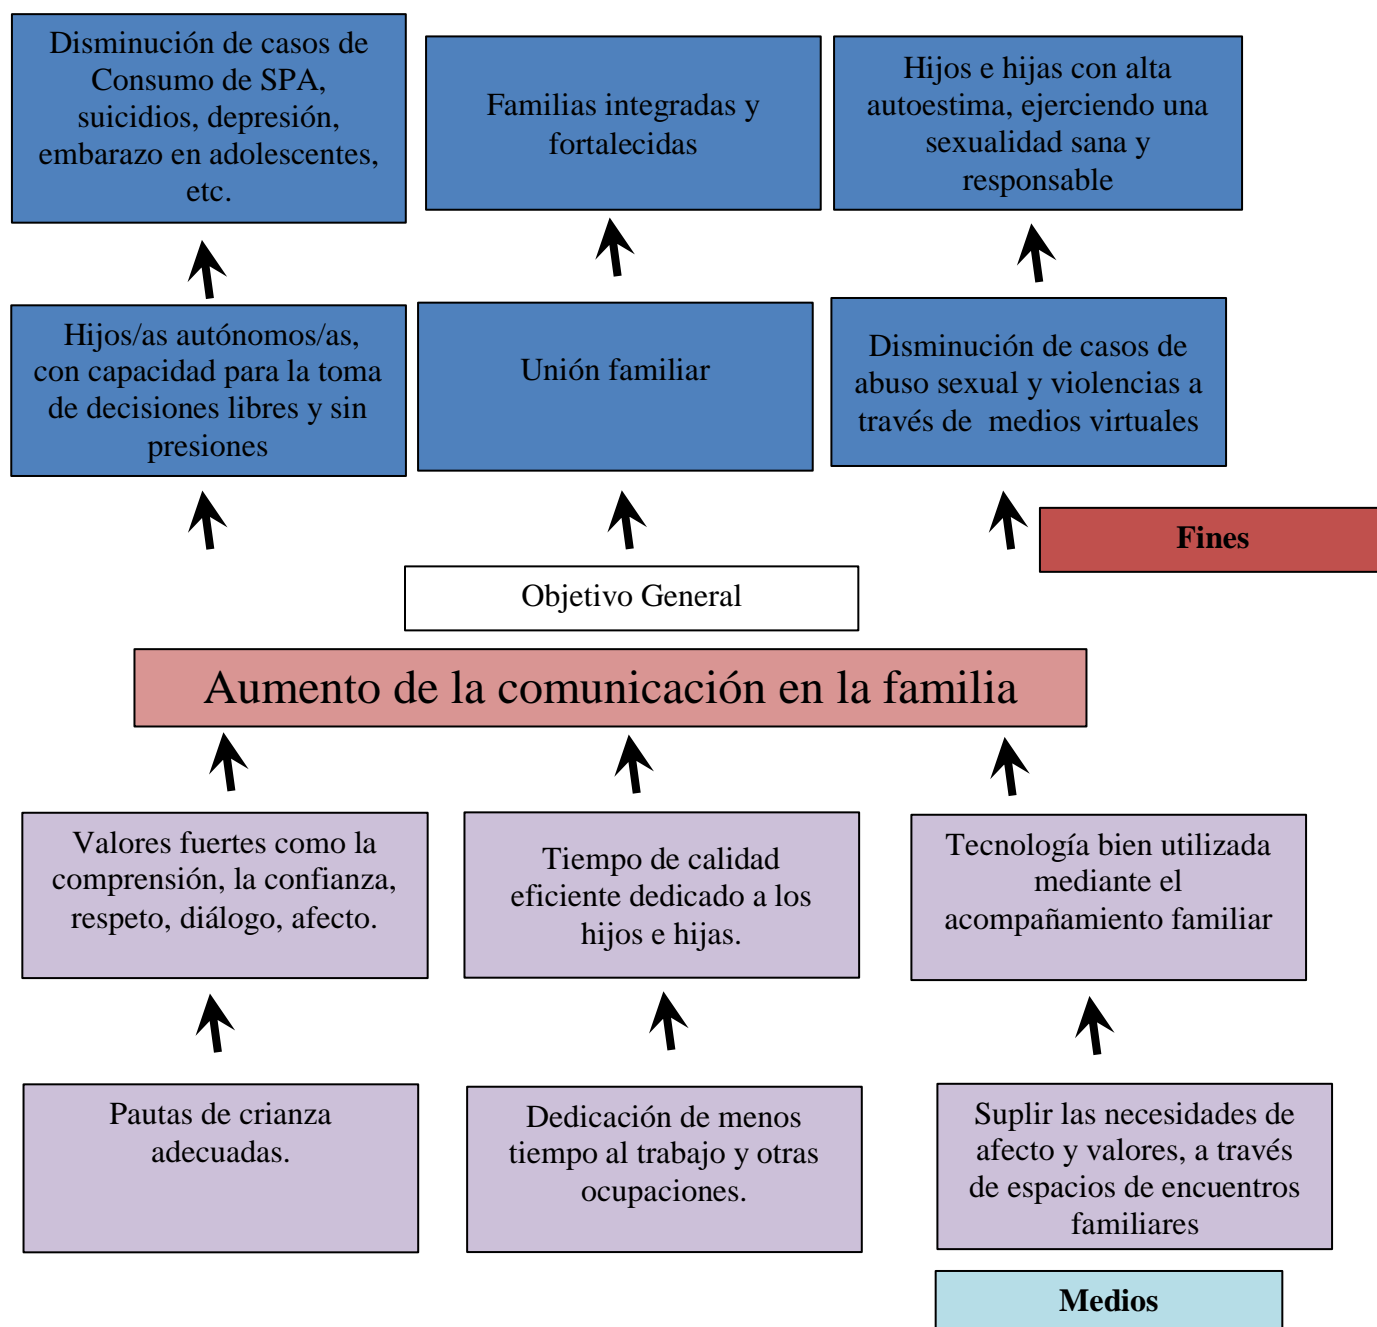 Disminución de casos de
Consumo de SPA,
suicidios, depresión,
embarazo en adolescentes,
etc.
Familias integradas y
fortalecidas
Hijos e hijas con alta
autoestima, ejerciendo una
sexualidad sana y
responsable
Hijos/as autónomos/as,
con capacidad para la toma
de decisiones libres y sin
presiones
Unión familiar
Disminución de casos de
abuso sexual y violencias a
través de  medios virtuales
Fines
Objetivo General
Aumento de la comunicación en la familia
Valores fuertes como la
comprensión, la confianza,
respeto, diálogo, afecto.
Tiempo de calidad
eficiente dedicado a los
hijos e hijas.
Tecnología bien utilizada
mediante el
acompañamiento familiar
Pautas de crianza
adecuadas.
Dedicación de menos
tiempo al trabajo y otras
ocupaciones.
Suplir las necesidades de
afecto y valores, a través
de espacios de encuentros
familiares
Medios